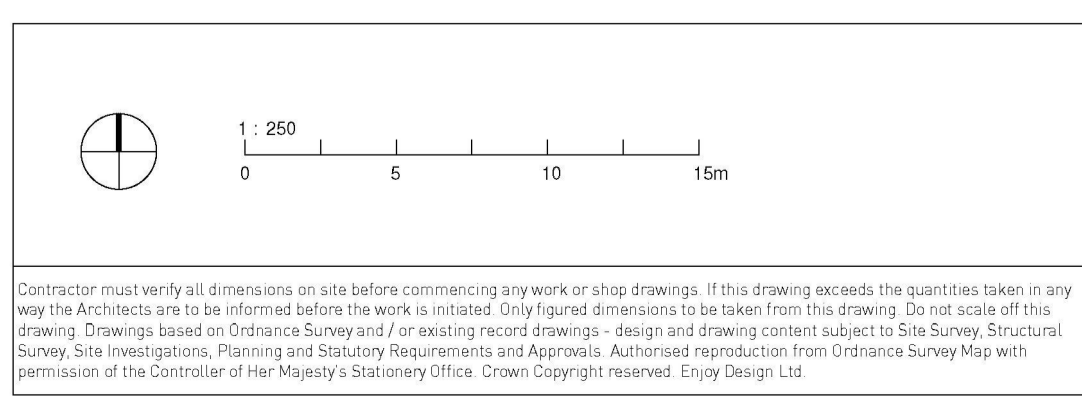 1 : 250
0 5 10 15m
Contractor must verify all dimensions on site before commencing any work or shop drawings. If this drawing exceeds the quantities taken in any
way the Architects are to be informed before the work is initiated. Only figured dimensions to be taken from this drawing. Do not scale off this
drawing. Drawings based on Ordnance Survey and / or existing record drawings - design and drawing content subject to Site Survey, Structural
Survey, Site Investigations, Planning and Statutory Requirements and Approvals. Authorised reproduction from Ordnance Survey Map with
permission of the Controller of Her Majesty's Stationery Office. Crown Copyright reserved. Enjoy Design Ltd.